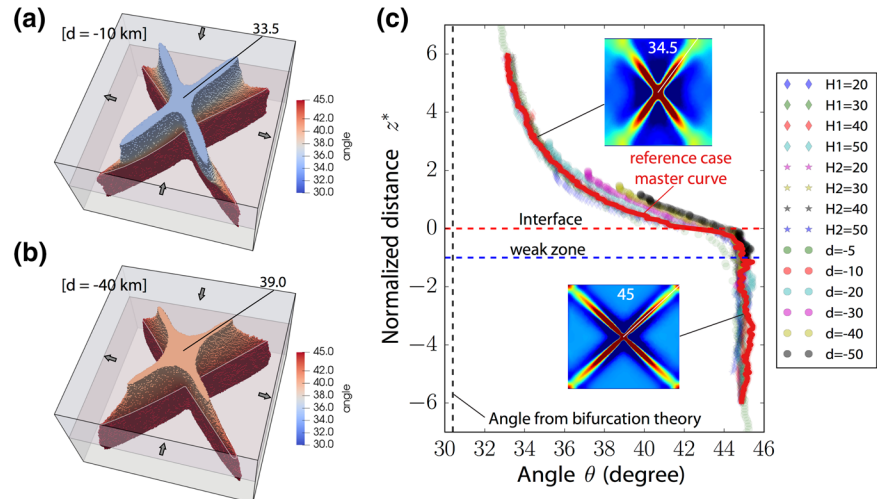 (a)
[d = -10 km]
33.5
45.0
42.0
40.0
38.0
36.0
34.0
32.0
30.0
angle
(b)
[d = -40 km]
39.0
45.0
42.0
40.0
38.0
36.0
34.0
32.0
30.0
angle
(c)
Normalized distance z*
6
4
2
0
−2
−4
−6
34.5
reference case
master curve
Interface
weak zone
45
Angle from bifurcation theory
30 32 34 36 38 40 42 44 46
Angle θ (degree)
H1=20
H1=30
H1=40
H1=50
H2=20
H2=30
H2=40
H2=50
d=-5
d=-10
d=-20
d=-30
d=-40
d=-50